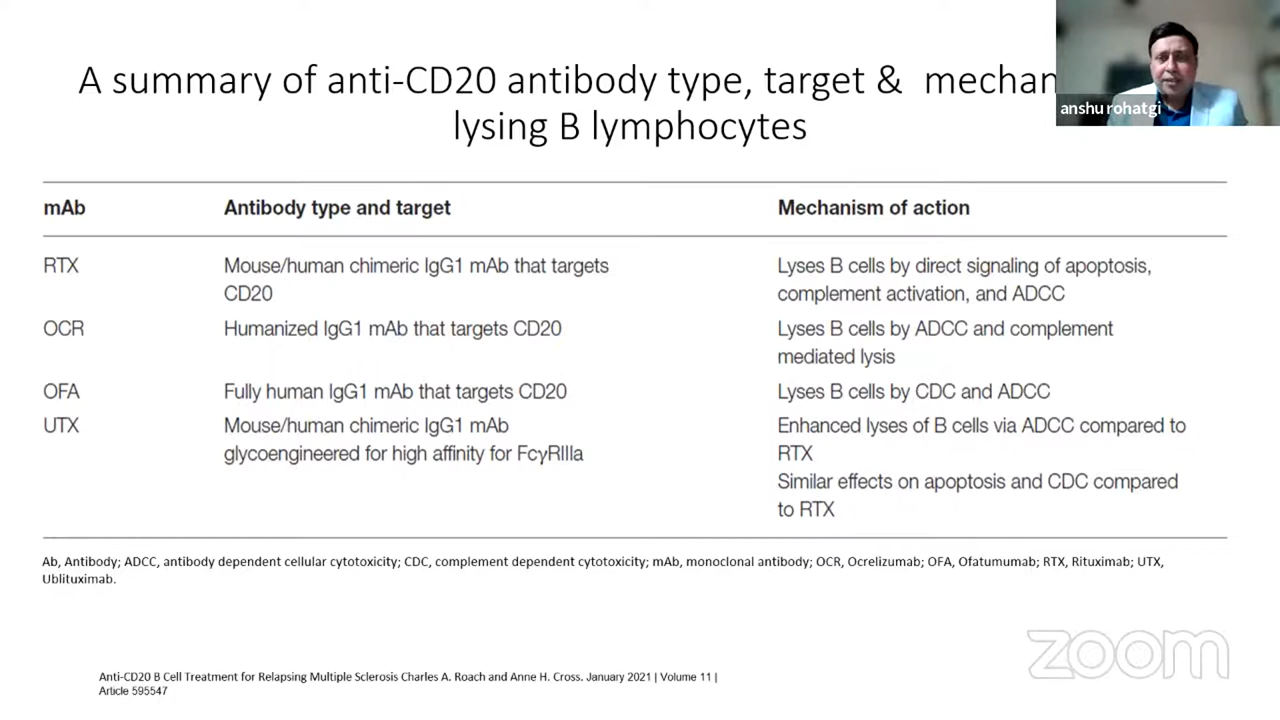 A summary of anti-CD20 antibody type, target & mechan
lysing B lymphocytes
anshu rohatgi
mAb Antibody type and target Mechanism of action
RTX Mouse/human chimeric IgG1 mAb that targets Lyses B cells by direct signaling of apoptosis,
CD20 complement activation, and ADCC
OCR Humanized IgG1 mAb that targets CD20 Lyses B cells by ADCC and complement
mediated lysis
OFA Fully human IgG1 mAb that targets CD20 Lyses B cells by CDC and ADCC
UTX Mouse/human chimeric IgG1 mAb Enhanced lyses of B cells via ADCC compared to
glycoengineered for high affinity for FcγRIIIa RTX
Similar effects on apoptosis and CDC compared
to RTX
Ab, Antibody; ADCC, antibody dependent cellular cytotoxicity; CDC, complement dependent cytotoxicity; mAb, monoclonal antibody; OCR, Ocrelizumab; OFA, Ofatumumab; RTX, Rituximab; UTX,
Ublituximab.
zoom
Anti-CD20 B Cell Treatment for Relapsing Multiple Sclerosis Charles A. Roach and Anne H. Cross. January 2021 | Volume 11 |
Article 595547